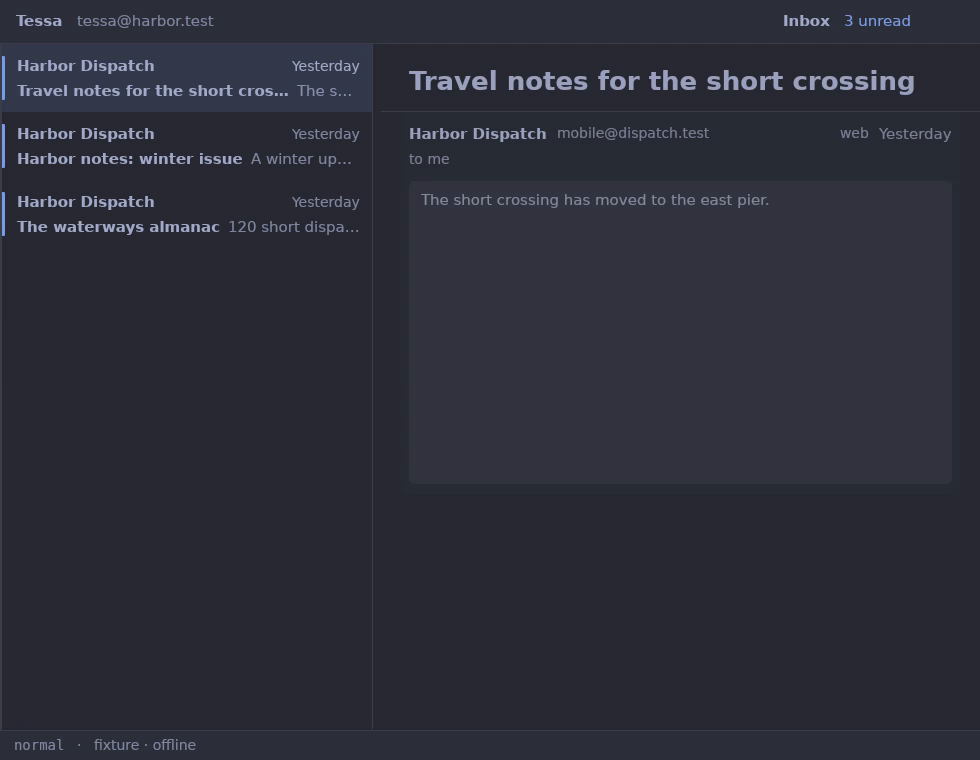 Tessa tessa@harbor.test Inbox 3 unread
Harbor Dispatch Yesterday
Travel notes for the short cros… The s…
Harbor Dispatch Yesterday
Harbor notes: winter issue A winter up…
Harbor Dispatch Yesterday
The waterways almanac 120 short dispa…
Travel notes for the short crossing
Harbor Dispatch mobile@dispatch.test web Yesterday
to me
The short crossing has moved to the east pier.
normal · fixture · offline